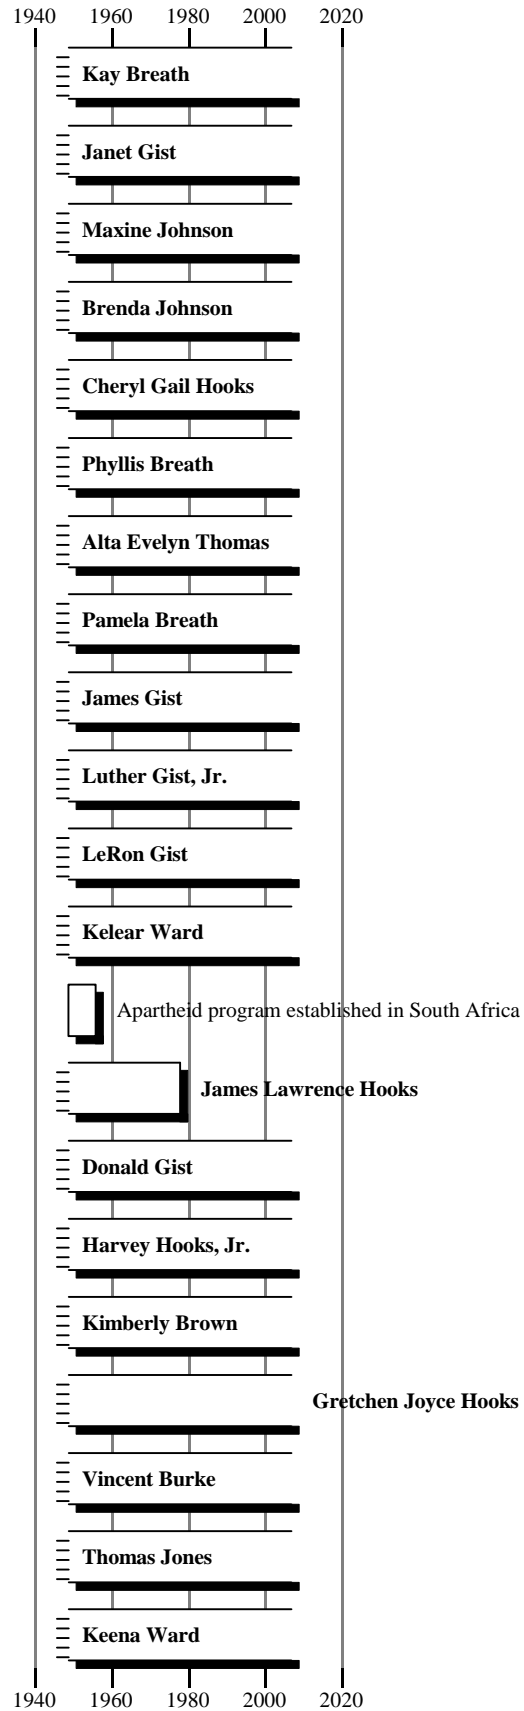 1940 1960 1980 2000 2020
Kay Breath
Janet Gist
Maxine Johnson
Brenda Johnson
Cheryl Gail Hooks
Phyllis Breath
Alta Evelyn Thomas
Pamela Breath
James Gist
Luther Gist, Jr.
LeRon Gist
Kelear Ward
Apartheid program established in South Africa
James Lawrence Hooks
Donald Gist
Harvey Hooks, Jr.
Kimberly Brown
Gretchen Joyce Hooks
Vincent Burke
Thomas Jones
Keena Ward
1940 1960 1980 2000 2020